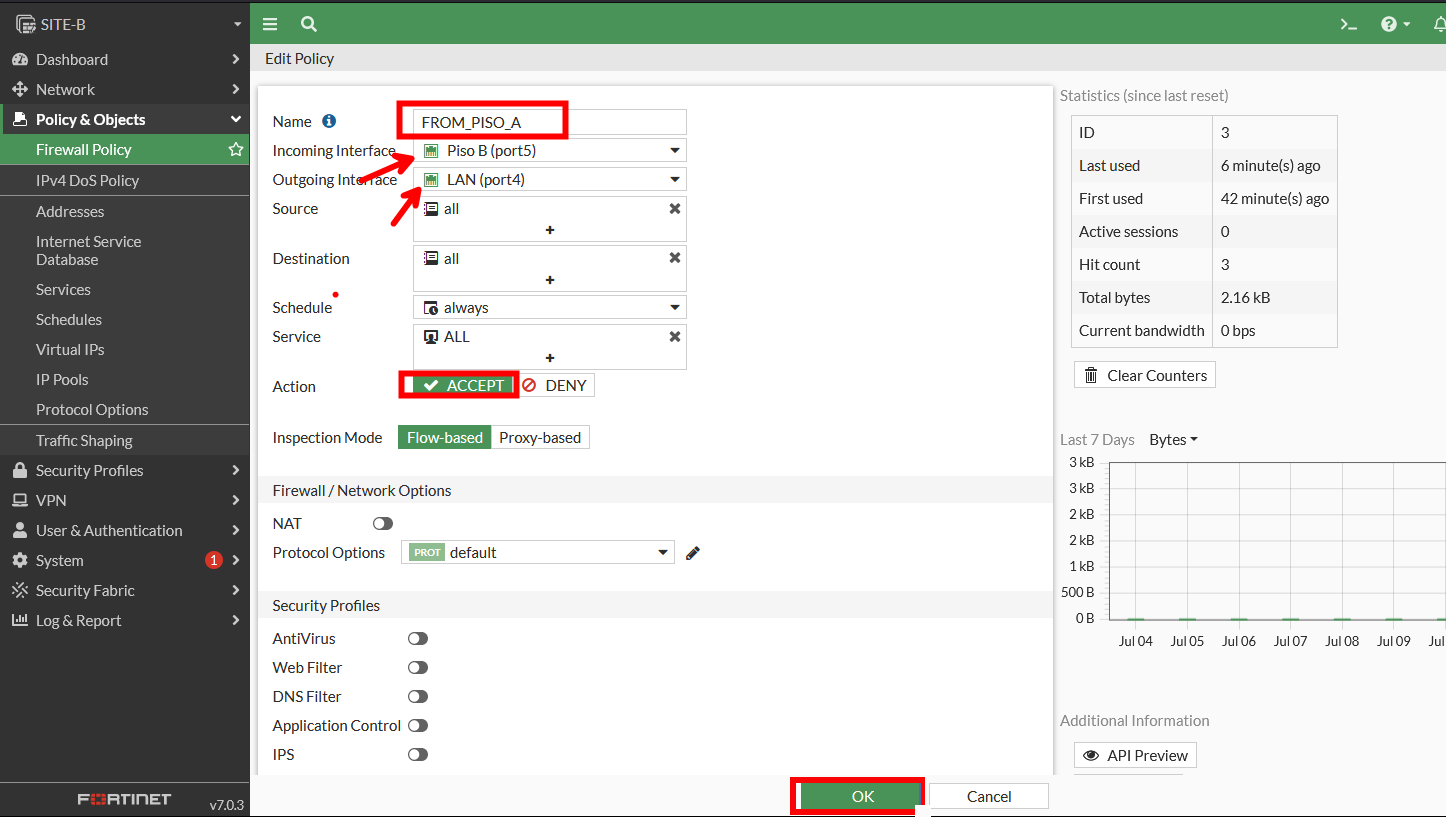 SITE-B
Dashboard
Network
Policy & Objects
Firewall Policy
IPv4 DoS Policy
Addresses
Internet Service
Database
Services
Schedules
Virtual IPs
IP Pools
Protocol Options
Traffic Shaping
Security Profiles
VPN
User & Authentication
System 1
Security Fabric
Log & Report
FORTINET v7.0.3
Edit Policy
Name FROM_PISO_A
Incoming Interface Piso B (port5)
Outgoing Interface LAN (port4)
Source all
+
Destination all
+
Schedule always
Service ALL
+
Action ACCEPT DENY
Inspection Mode Flow-based Proxy-based
Firewall / Network Options
NAT
Protocol Options PROT default
Security Profiles
AntiVirus
Web Filter
DNS Filter
Application Control
IPS
OK Cancel
Statistics (since last reset)
ID 3
Last used 6 minute(s) ago
First used 42 minute(s) ago
Active sessions 0
Hit count 3
Total bytes 2.16 kB
Current bandwidth 0 bps
Clear Counters
Last 7 Days Bytes
3 kB
3 kB
2 kB
2 kB
1 kB
500 B
0 B
Jul 04 Jul 05 Jul 06 Jul 07 Jul 08 Jul 09 Jul
Additional Information
API Preview